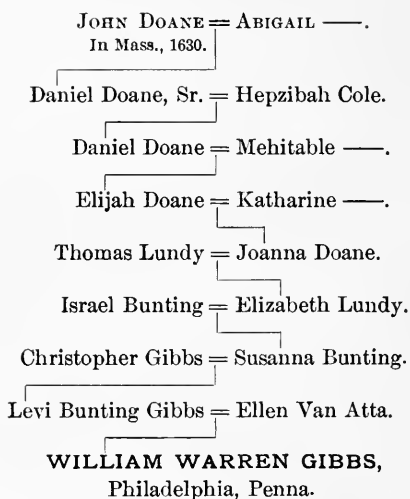 JOHN DOANE = ABIGAIL ——.
In Mass., 1630.
Daniel Doane, Sr. = Hepzibah Cole.
Daniel Doane = Mehitable ——.
Elijah Doane = Katharine ——.
Thomas Lundy = Joanna Doane.
Israel Bunting = Elizabeth Lundy.
Christopher Gibbs = Susanna Bunting.
Levi Bunting Gibbs = Ellen Van Atta.
WILLIAM WARREN GIBBS,
Philadelphia, Penna.